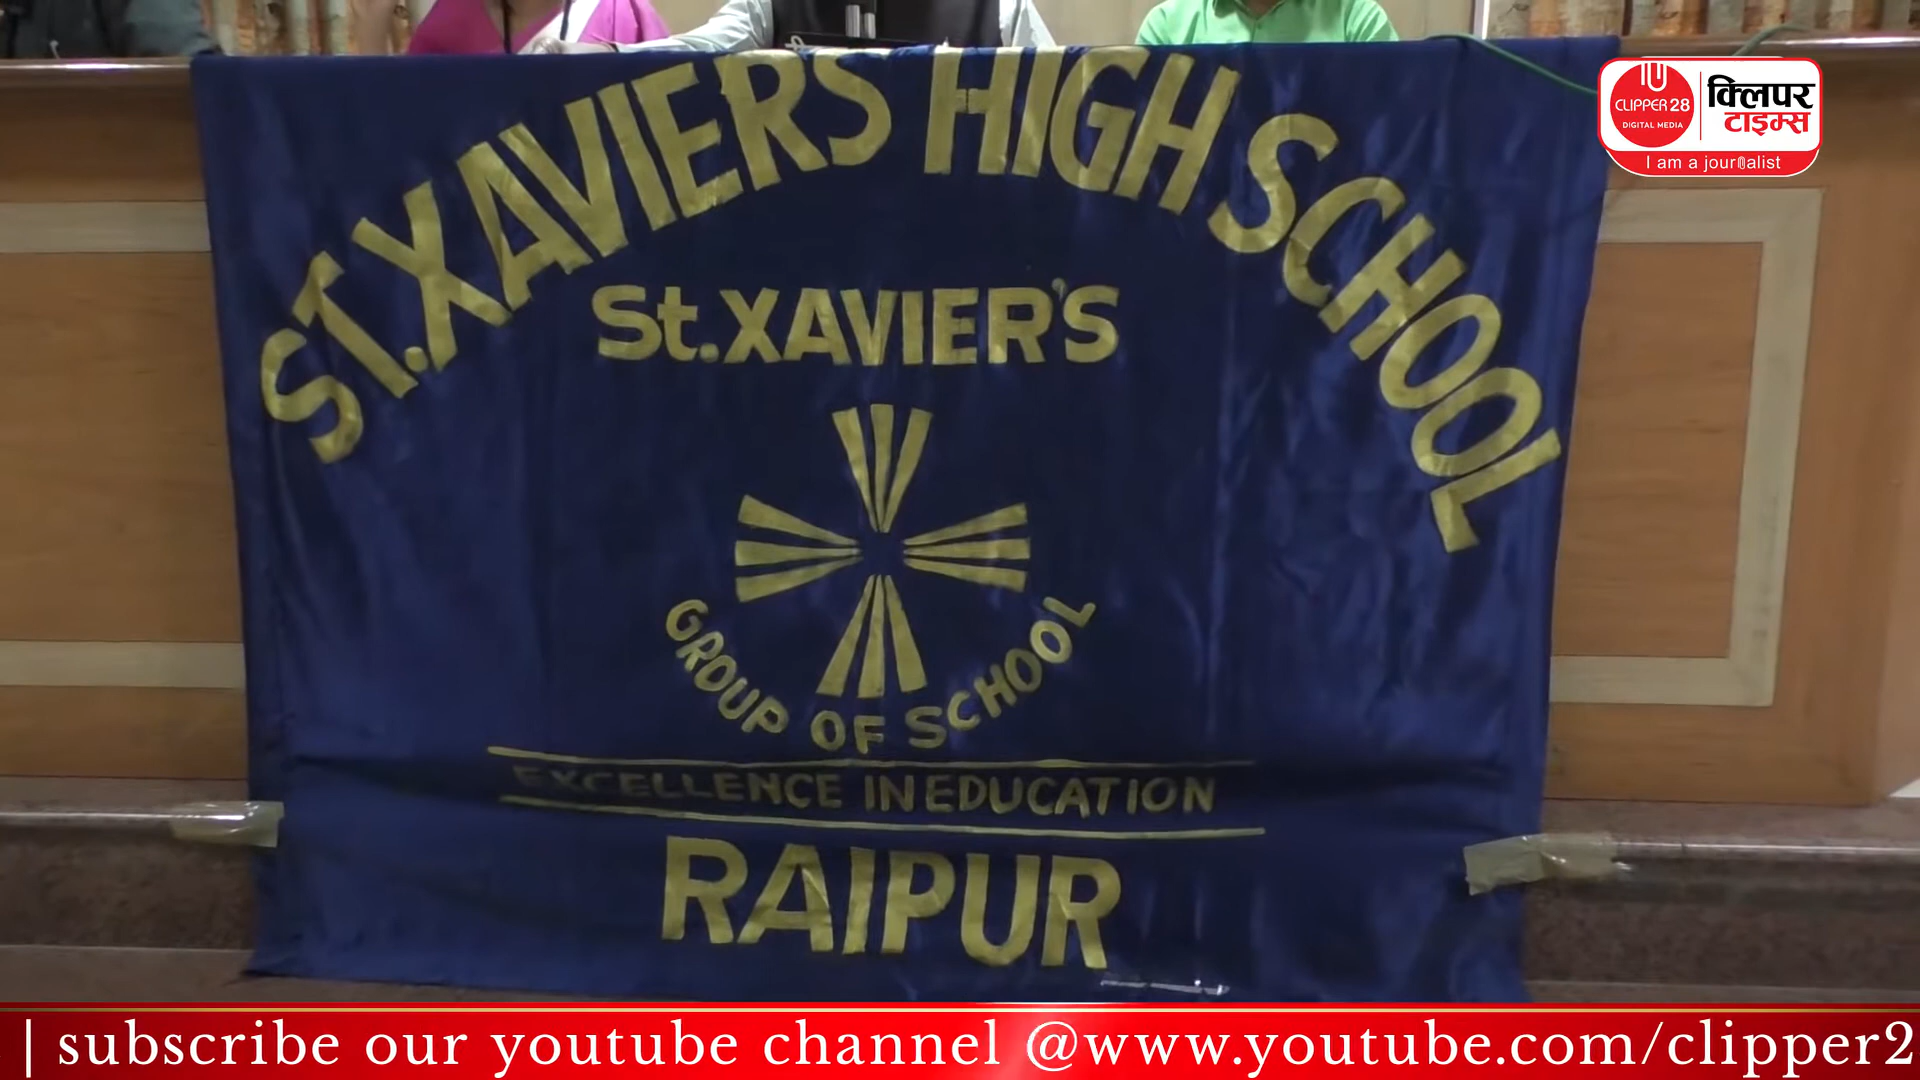 ST.XAVIERS HIGH SCHOOL
St.XAVIER'S
GROUP OF SCHOOL
EXCELLENCE IN EDUCATION
RAIPUR
CLIPPER 28
DIGITAL MEDIA
क्लिपर
टाइम्स
I am a jour@alist
| subscribe our youtube channel @www.youtube.com/clipper2